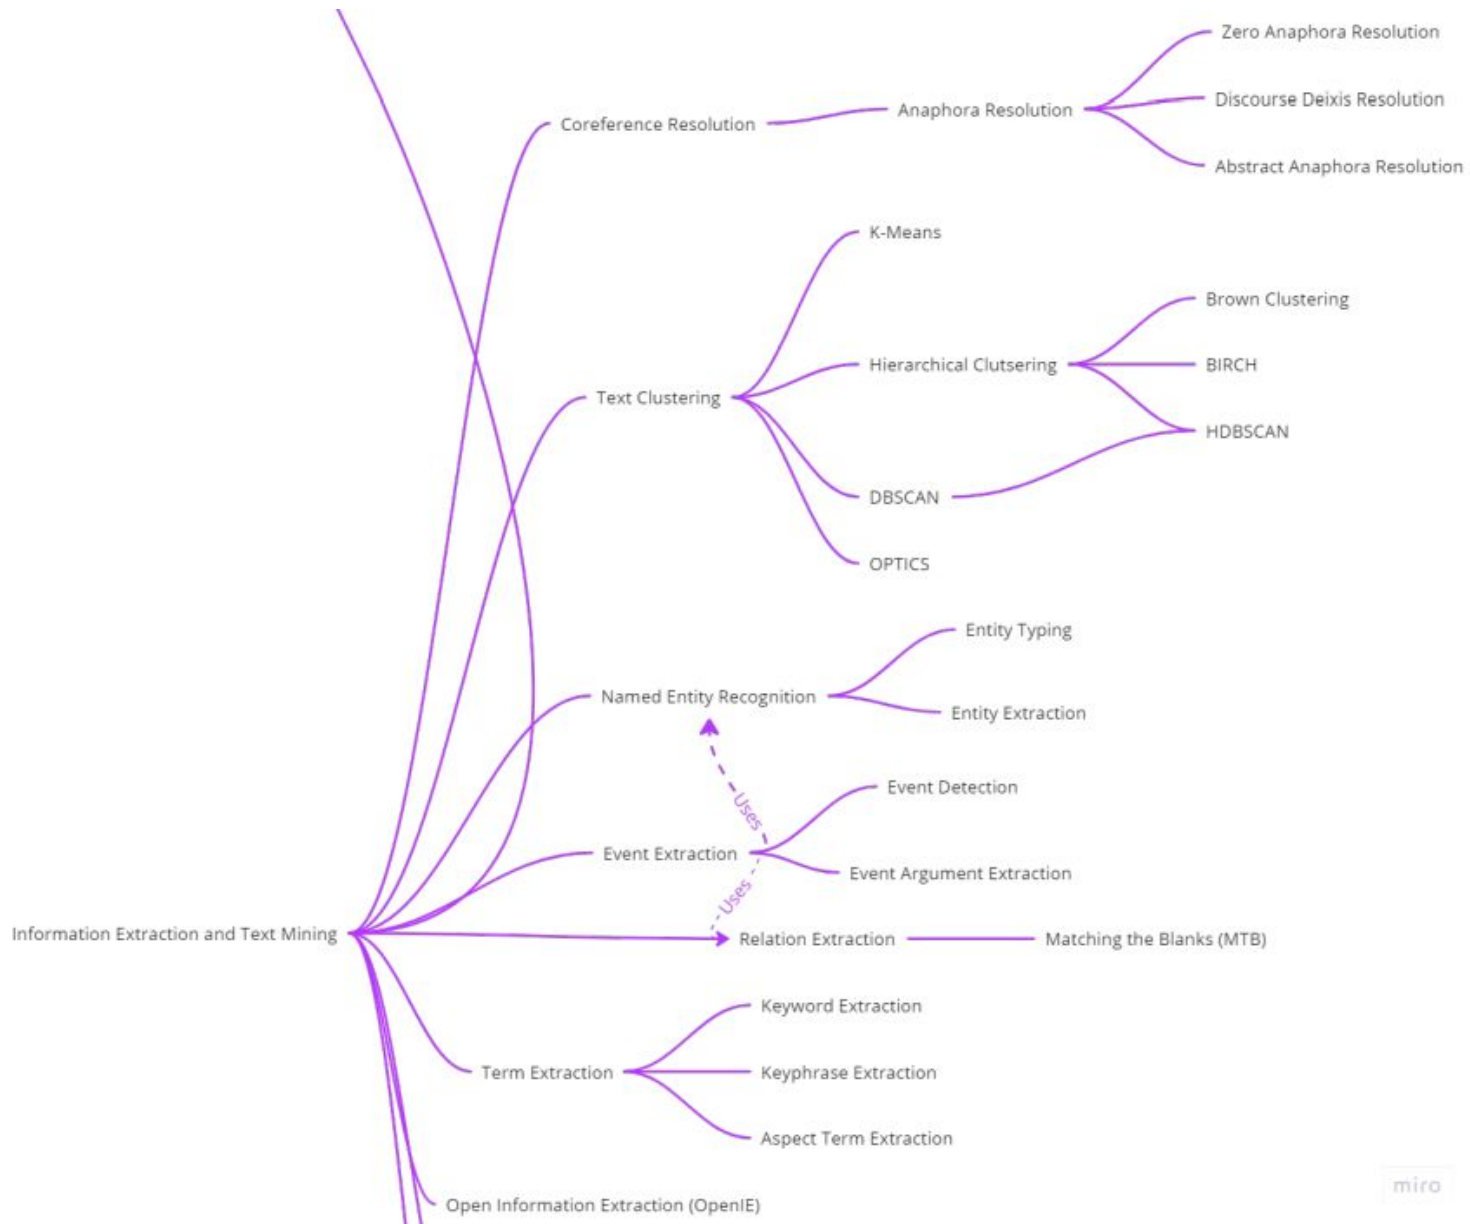 Zero Anaphora Resolution
Discourse Deixis Resolution
Anaphora Resolution
Coreference Resolution
Abstract Anaphora Resolution
K-Means
Brown Clustering
Hierarchical Clutsering
BIRCH
Text Clustering
HDBSCAN
DBSCAN
OPTICS
Entity Typing
Named Entity Recognition
Entity Extraction
Event Detection
Uses
Event Extraction
Event Argument Extraction
Uses
Information Extraction and Text Mining
Relation Extraction
Matching the Blanks (MTB)
Keyword Extraction
Term Extraction
Keyphrase Extraction
Aspect Term Extraction
Open Information Extraction (OpenIE)
miro